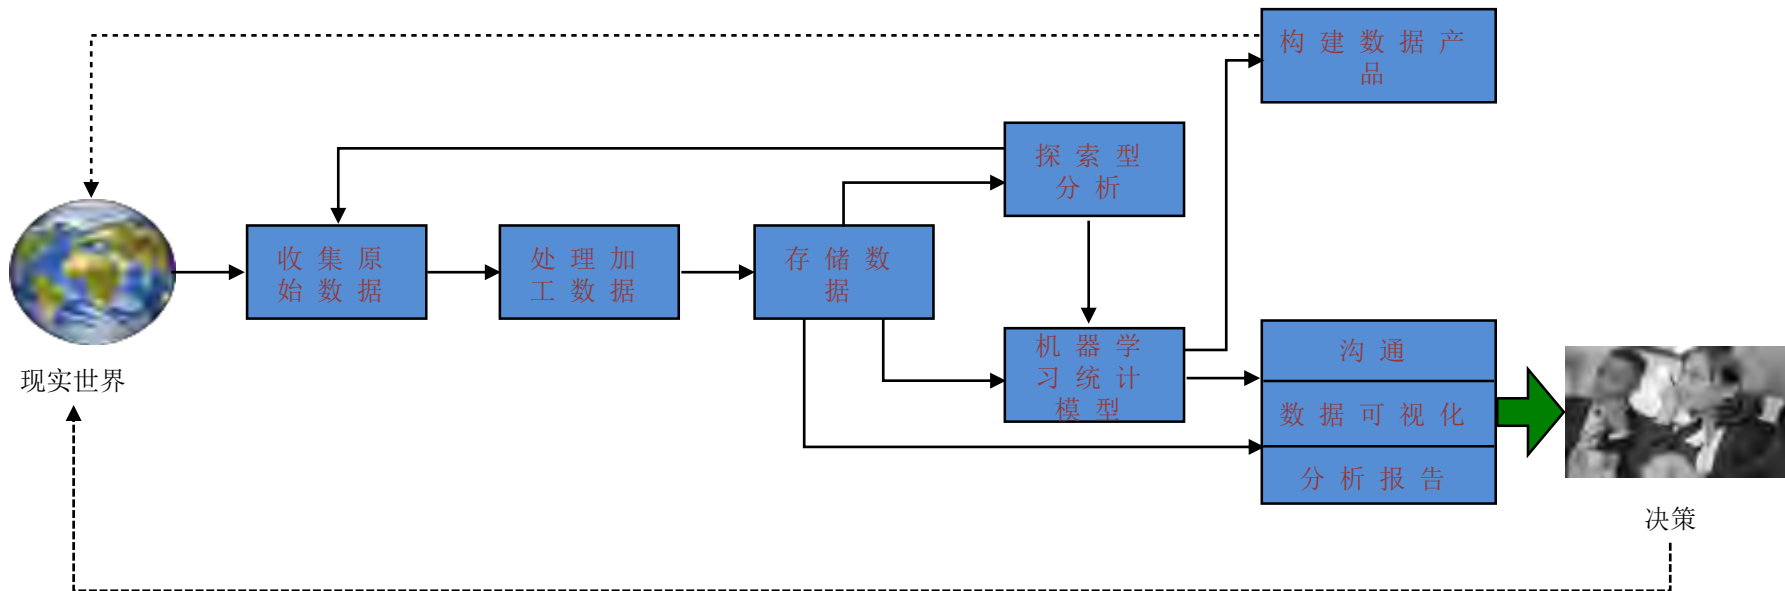 构建数据产
品
探索型
分析
收集原
始数据
处理加
工数据
存储数
据
机器学
习统计
模型
沟通
数据可视化
分析报告
现实世界
决策